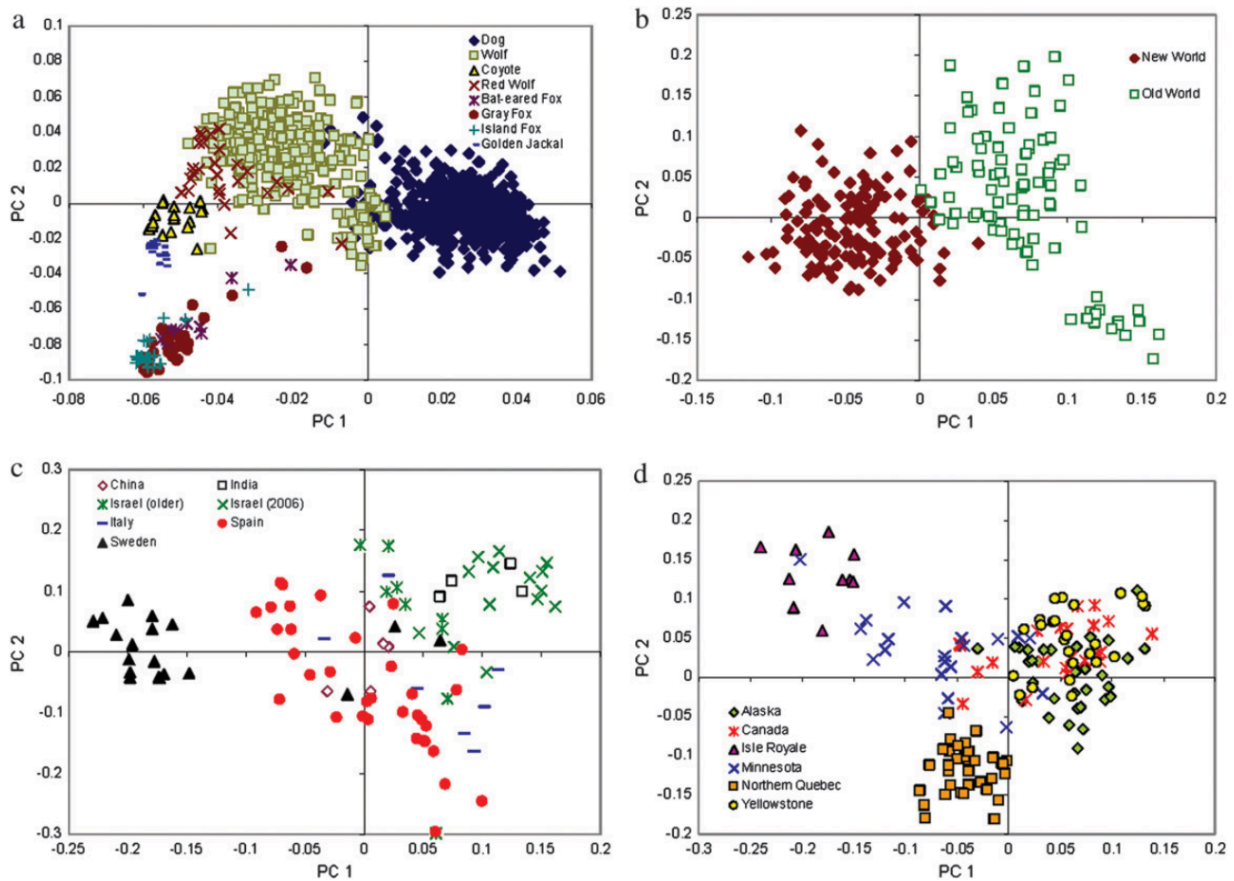 a
0.1
0.08
0.06
0.04
0.02
0
-0.02
-0.04
-0.06
-0.08
-0.1
PC 2
-0.08 -0.06 -0.04 -0.02 0 0.02 0.04 0.06
PC 1
Dog
Wolf
Coyote
Red Wolf
Bat-eared Fox
Gray Fox
Island Fox
Golden Jackal
b
0.25
0.2
0.15
0.1
0.05
0
-0.05
-0.1
-0.15
-0.2
PC 2
-0.15 -0.1 -0.05 0 0.05 0.1 0.15 0.2
PC 1
New World
Old World
c
0.3
0.2
0.1
0
-0.1
-0.2
-0.3
PC 2
-0.25 -0.2 -0.15 -0.1 -0.05 0 0.05 0.1 0.15 0.2
PC 1
China India
Israel (older) Israel (2006)
Italy Spain
Sweden
d
0.25
0.2
0.15
0.1
0.05
0
-0.05
-0.1
-0.15
-0.2
PC 2
-0.3 -0.2 -0.1 0 0.1 0.2
PC 1
Alaska
Canada
Isle Royale
Minnesota
Northern Quebec
Yellowstone